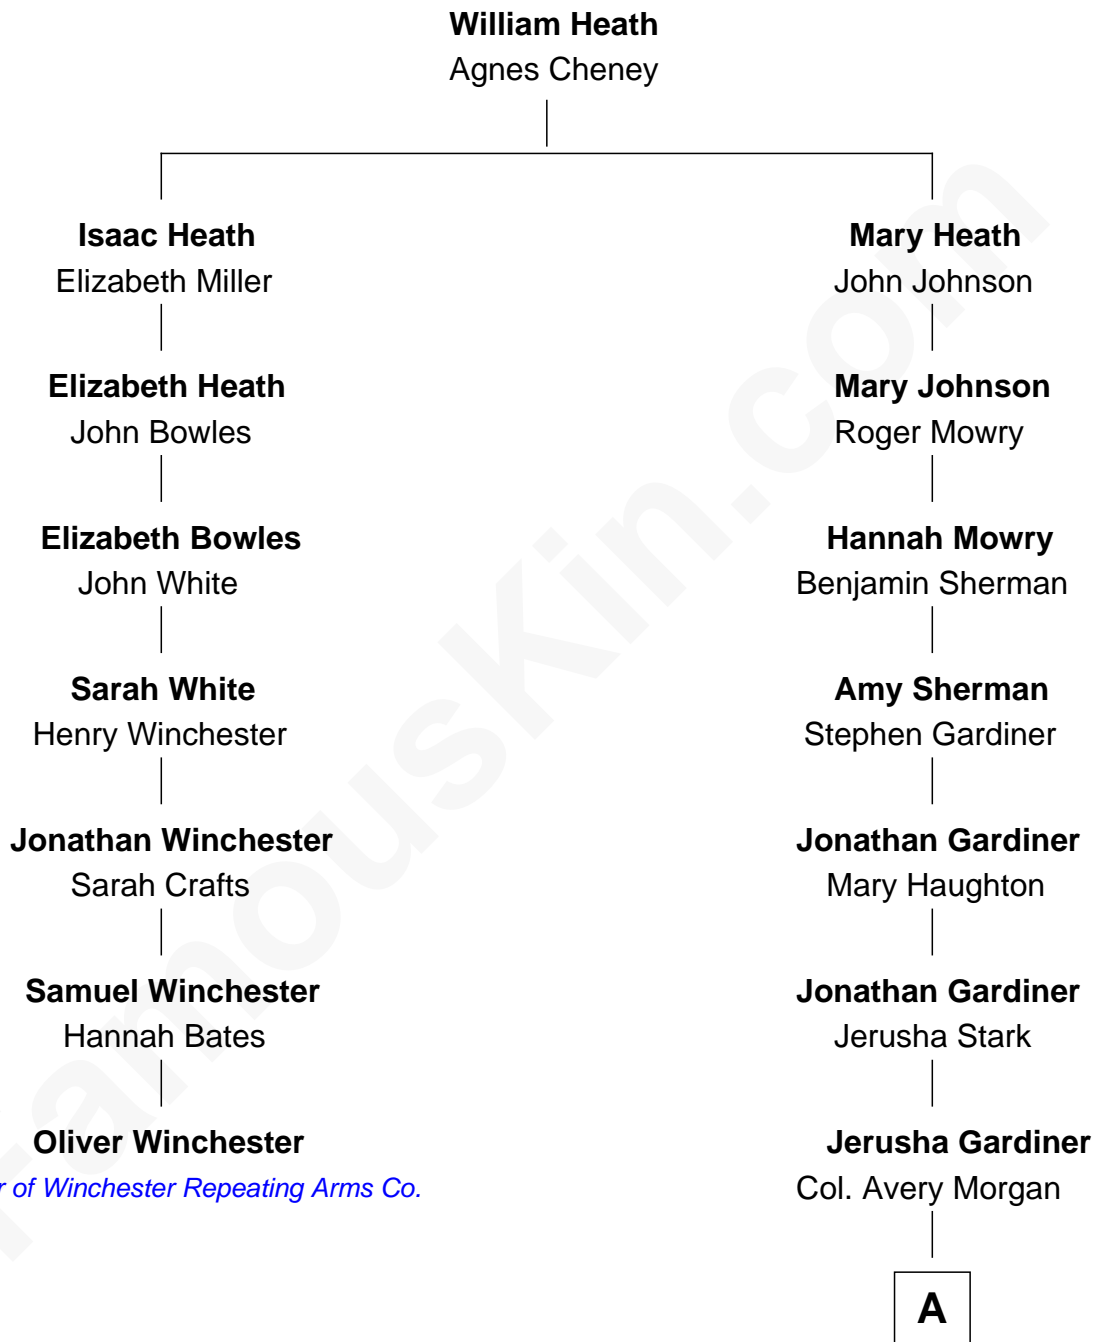 William Heath
Agnes Cheney
Isaac Heath
Elizabeth Miller
Mary Heath
John Johnson
Elizabeth Heath
John Bowles
Mary Johnson
Roger Mowry
Elizabeth Bowles
John White
Hannah Mowry
Benjamin Sherman
Sarah White
Henry Winchester
Amy Sherman
Stephen Gardiner
Jonathan Winchester
Sarah Crafts
Jonathan Gardiner
Mary Haughton
Samuel Winchester
Hannah Bates
Jonathan Gardiner
Jerusha Stark
Oliver Winchester
r of Winchester Repeating Arms Co.
Jerusha Gardiner
Col. Avery Morgan
A
FamousKin.com